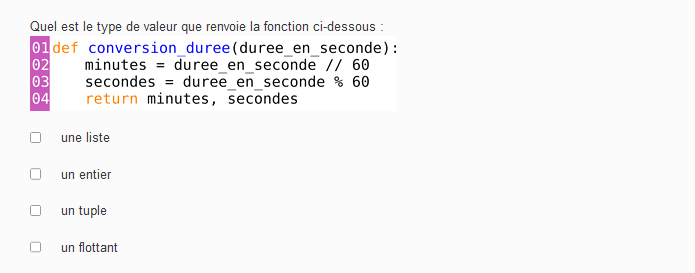 Quel est le type de valeur que renvoie la fonction ci-dessous :
01 def conversion_duree(duree_en_seconde):
02     minutes = duree_en_seconde // 60
03     secondes = duree_en_seconde % 60
04     return minutes, secondes
une liste
un entier
un tuple
un flottant